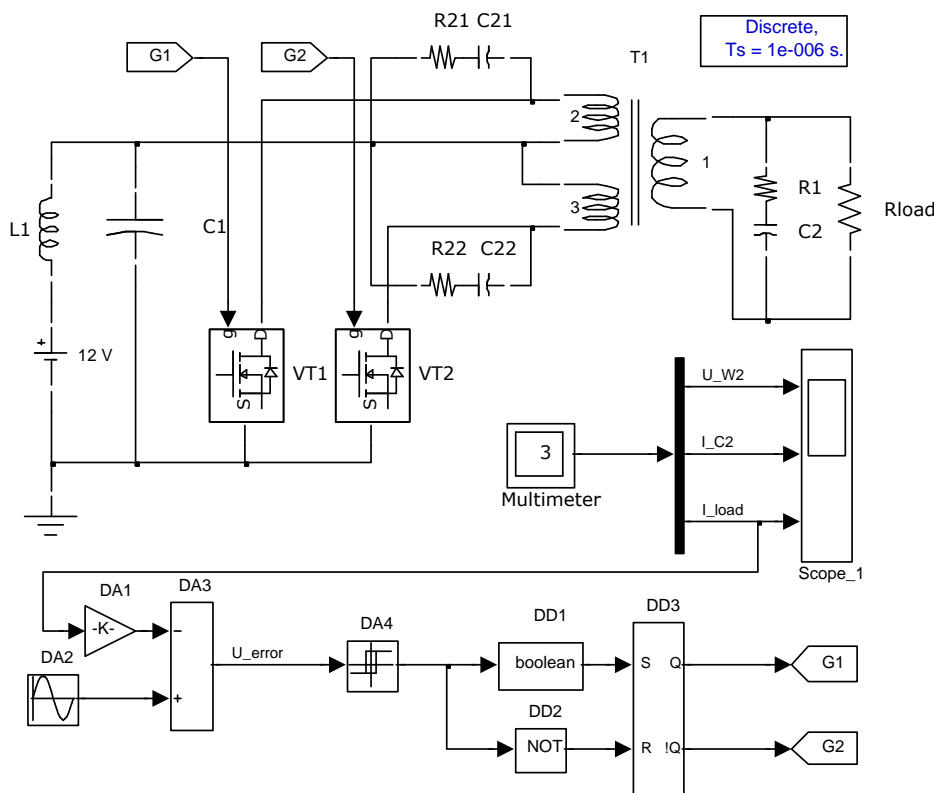 R21 C21
Discrete,
Ts = 1e-006 s.
G1
G2
T1
2
1
3
R1
C2
Rload
L1
C1
R22 C22
+
12 V
g
D
S
VT1
g
D
S
VT2
3
Multimeter
U_W2
I_C2
I_load
Scope_1
DA1
-K-
DA2
DA3
−
+
U_error
DA4
DD1
boolean
DD2
NOT
DD3
S Q
R !Q
G1
G2